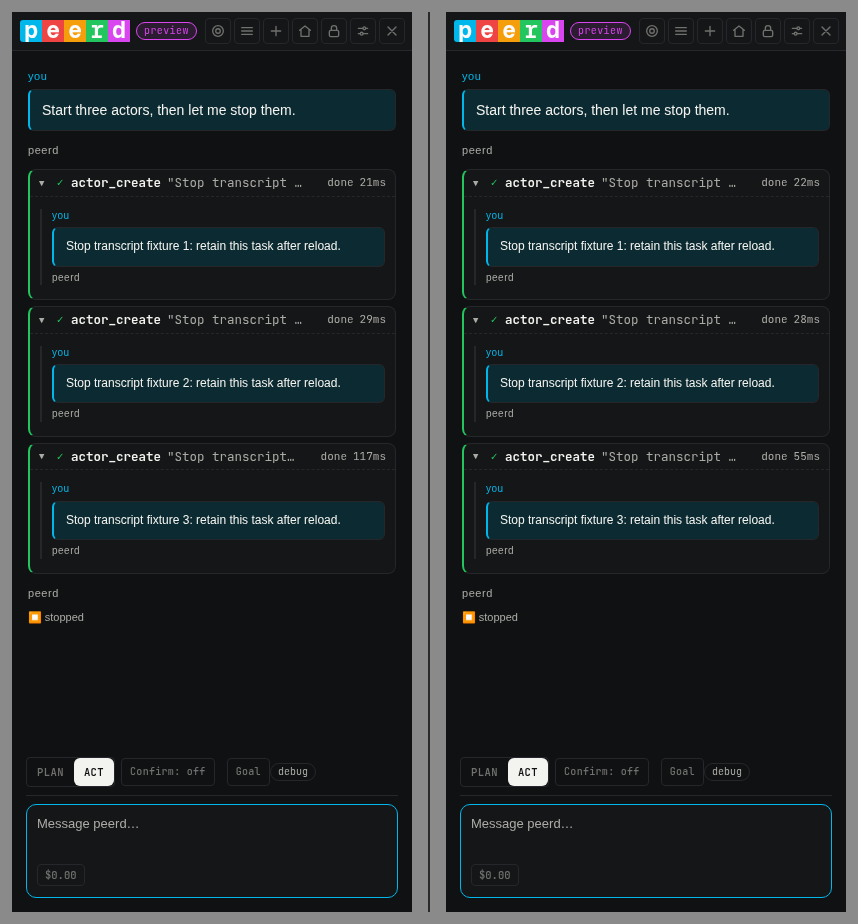 peerd preview
you
Start three actors, then let me stop them.
peerd
▼ ✓ actor_create "Stop transcript … done 21ms
you
Stop transcript fixture 1: retain this task after reload.
peerd
▼ ✓ actor_create "Stop transcript … done 29ms
you
Stop transcript fixture 2: retain this task after reload.
peerd
▼ ✓ actor_create "Stop transcript… done 117ms
you
Stop transcript fixture 3: retain this task after reload.
peerd
peerd
⏹️ stopped
PLAN ACT Confirm: off Goal debug
Message peerd…
$0.00
peerd preview
you
Start three actors, then let me stop them.
peerd
▼ ✓ actor_create "Stop transcript … done 22ms
you
Stop transcript fixture 1: retain this task after reload.
peerd
▼ ✓ actor_create "Stop transcript … done 28ms
you
Stop transcript fixture 2: retain this task after reload.
peerd
▼ ✓ actor_create "Stop transcript … done 55ms
you
Stop transcript fixture 3: retain this task after reload.
peerd
peerd
⏹️ stopped
PLAN ACT Confirm: off Goal debug
Message peerd…
$0.00